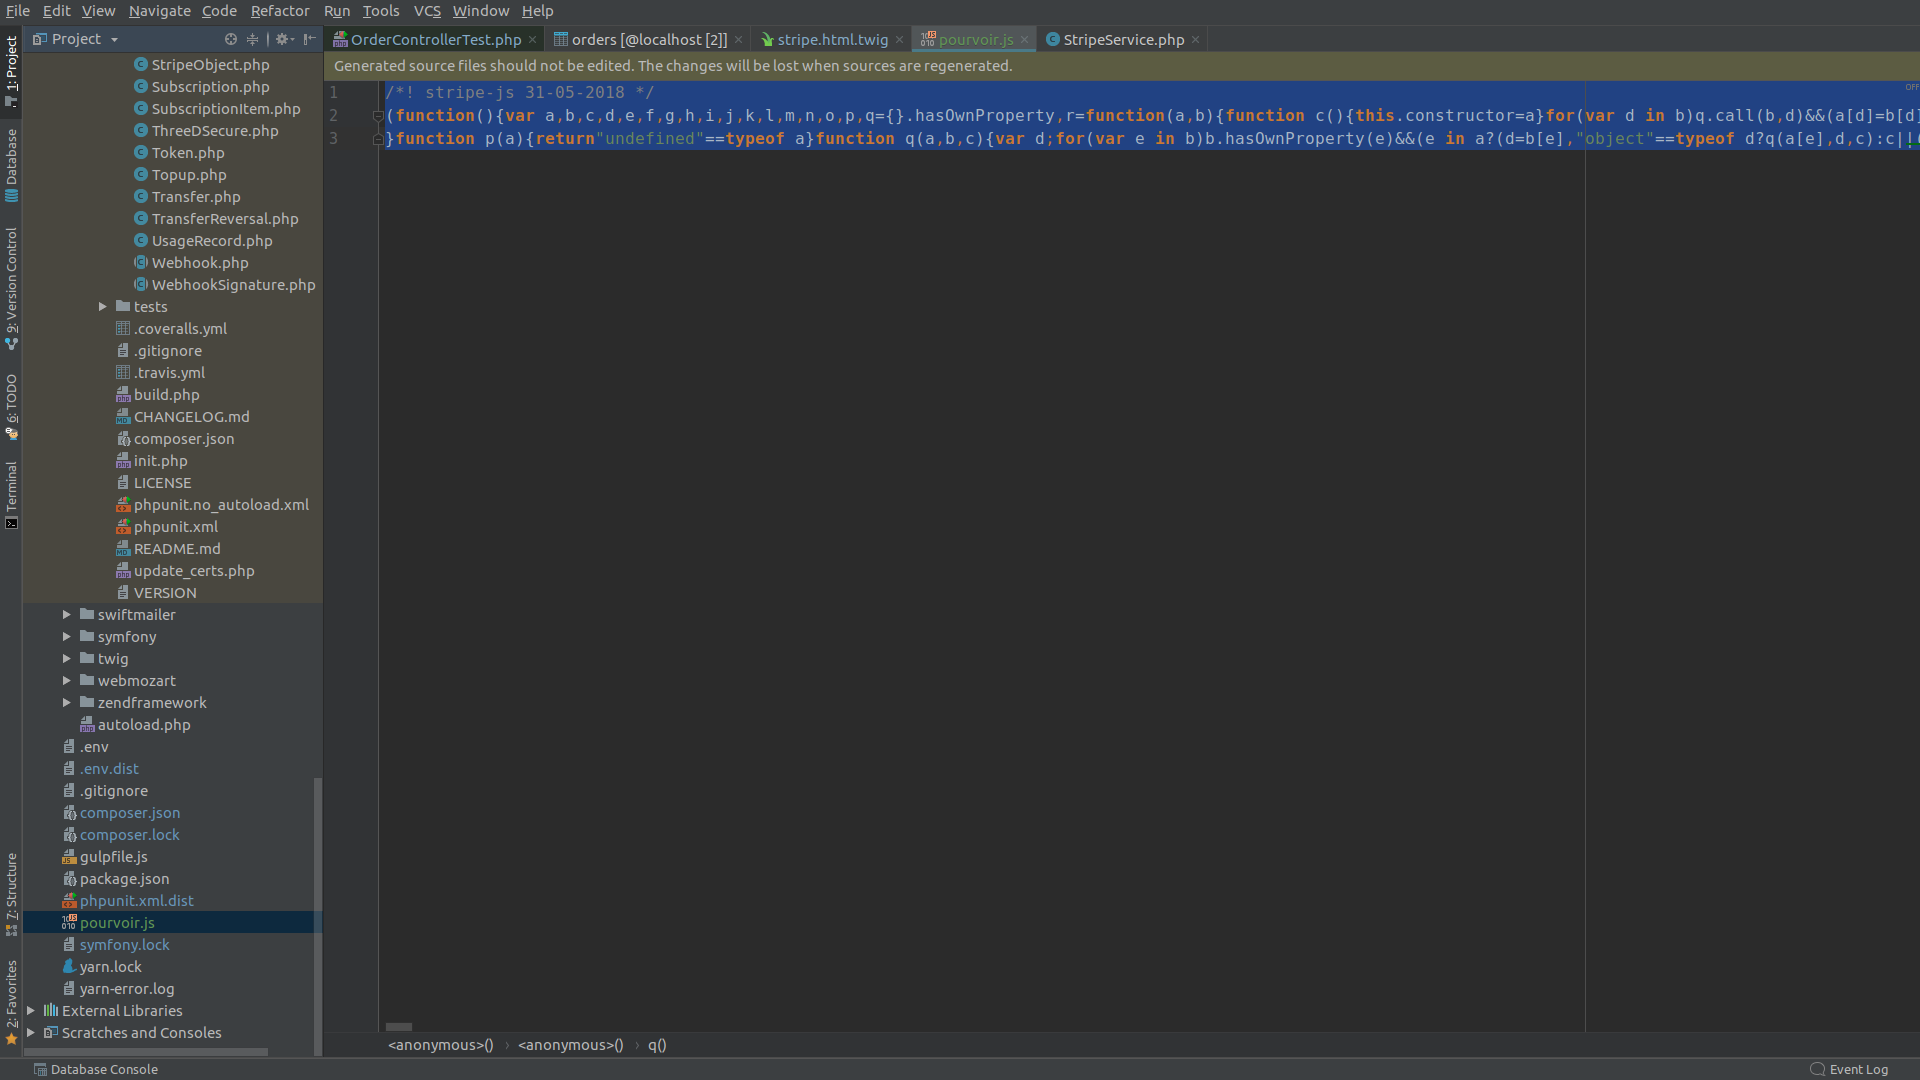 File Edit View Navigate Code Refactor Run Tools VCS Window Help
Project
OrderControllerTest.php
orders [@localhost [2]]
stripe.html.twig
pourvoir.js
StripeService.php
Generated source files should not be edited. The changes will be lost when sources are regenerated.
1 /*! stripe-js 31-05-2018 */
2 (function(){var a,b,c,d,e,f,g,h,i,j,k,l,m,n,o,p,q={}.hasOwnProperty,r=function(a,b){function c(){this.constructor=a}for(var d in b)q.call(b,d)&&(a[d]=b[d]
3 }function p(a){return"undefined"==typeof a}function q(a,b,c){var d;for(var e in b)b.hasOwnProperty(e)&&(e in a?(d=b[e],"object"==typeof d?q(a[e],d,c):c||
OFF
1: Project
Database
9: Version Control
6: TODO
Terminal
7: Structure
2: Favorites
StripeObject.php
Subscription.php
SubscriptionItem.php
ThreeDSecure.php
Token.php
Topup.php
Transfer.php
TransferReversal.php
UsageRecord.php
Webhook.php
WebhookSignature.php
tests
.coveralls.yml
.gitignore
.travis.yml
build.php
CHANGELOG.md
composer.json
init.php
LICENSE
phpunit.no_autoload.xml
phpunit.xml
README.md
update_certs.php
VERSION
swiftmailer
symfony
twig
webmozart
zendframework
autoload.php
.env
.env.dist
.gitignore
composer.json
composer.lock
gulpfile.js
package.json
phpunit.xml.dist
pourvoir.js
symfony.lock
yarn.lock
yarn-error.log
External Libraries
Scratches and Consoles
<anonymous>() › <anonymous>() › q()
Database Console
Event Log